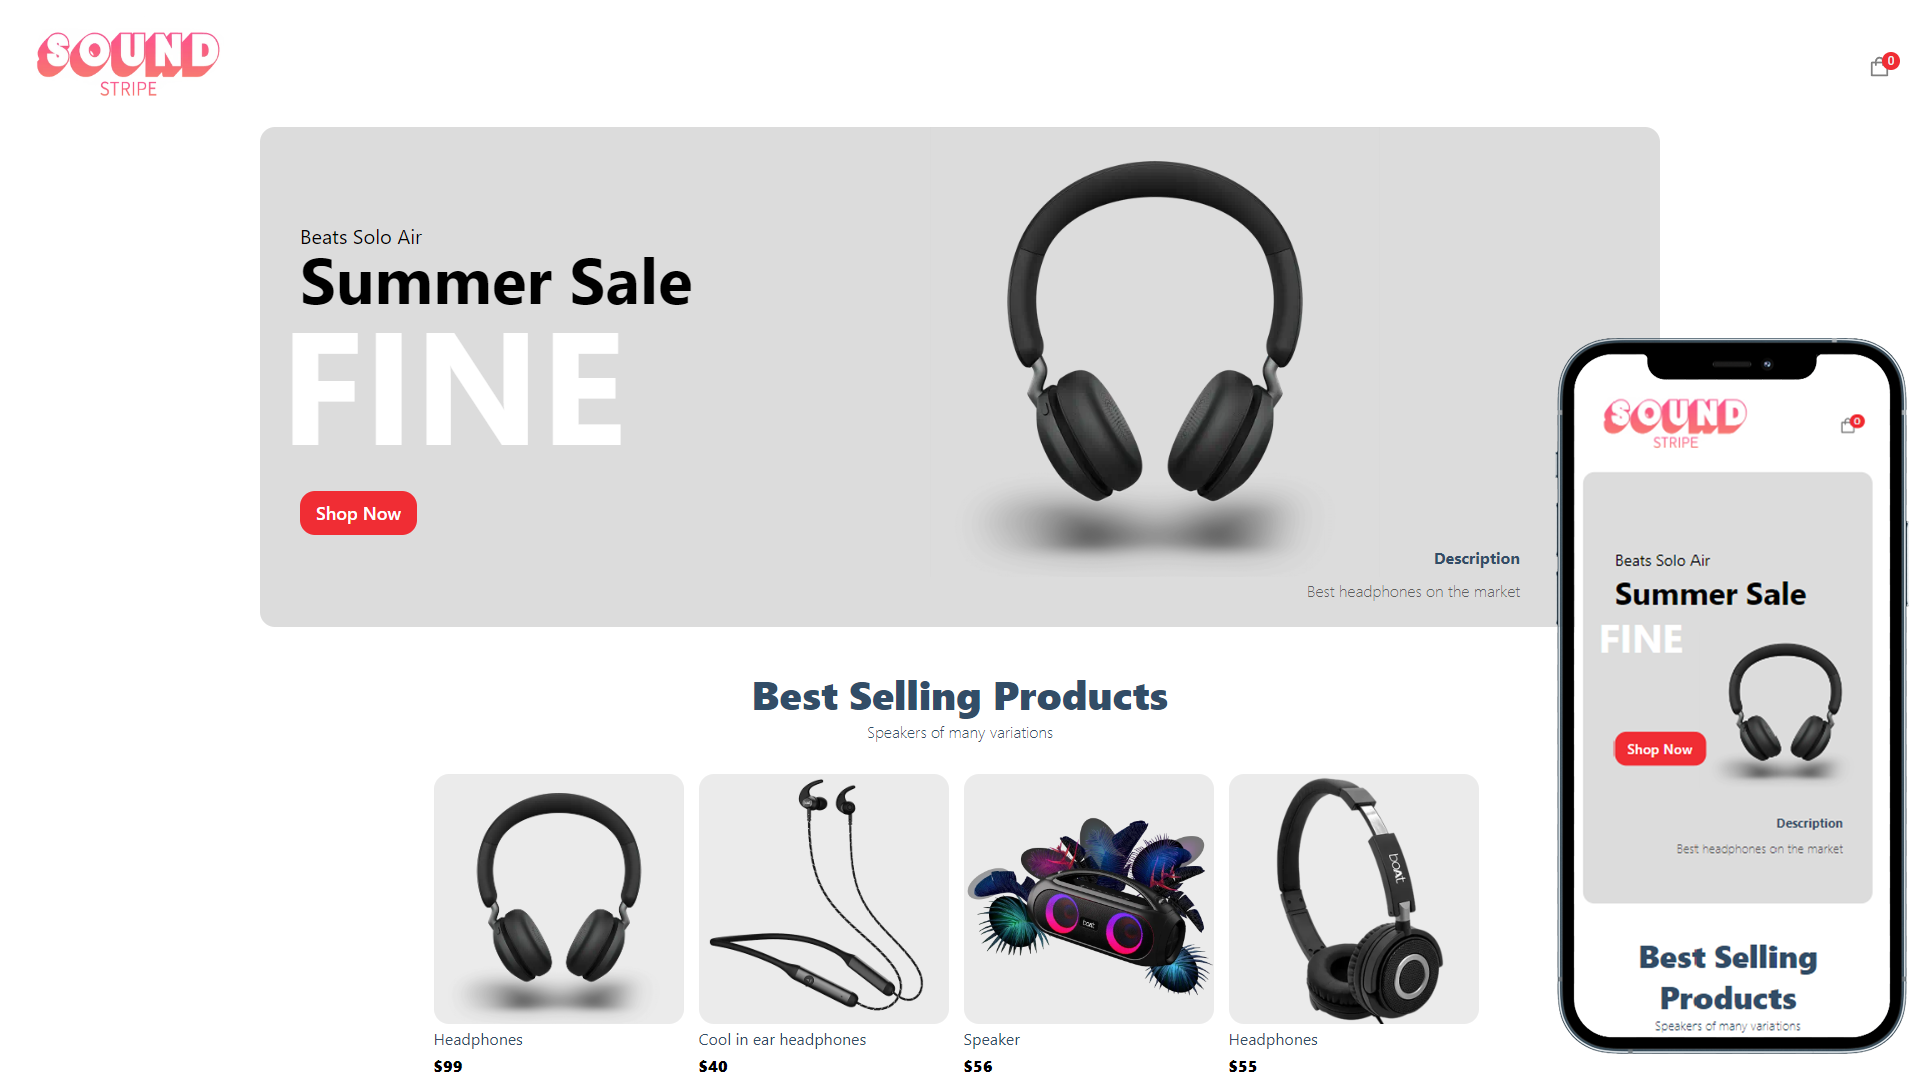 SOUND
STRIPE
0
Beats Solo Air
Summer Sale
FINE
Shop Now
Description
Best headphones on the market
Best Selling Products
Speakers of many variations
boAt
boAt
Headphones
$99
Cool in ear headphones
$40
Speaker
$56
Headphones
$55
SOUND
STRIPE
0
Beats Solo Air
Summer Sale
FINE
Shop Now
Description
Best headphones on the market
Best Selling
Products
Speakers of many variations